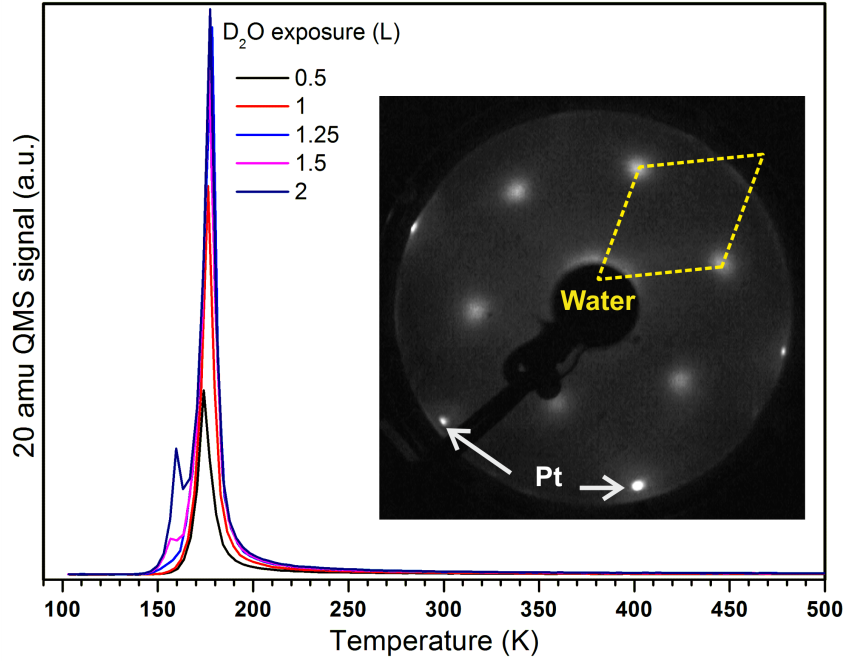 D₂O exposure (L)
0.5
1
1.25
1.5
2
Water
Pt
20 amu QMS signal (a.u.)
100 150 200 250 300 350 400 450 500
Temperature (K)